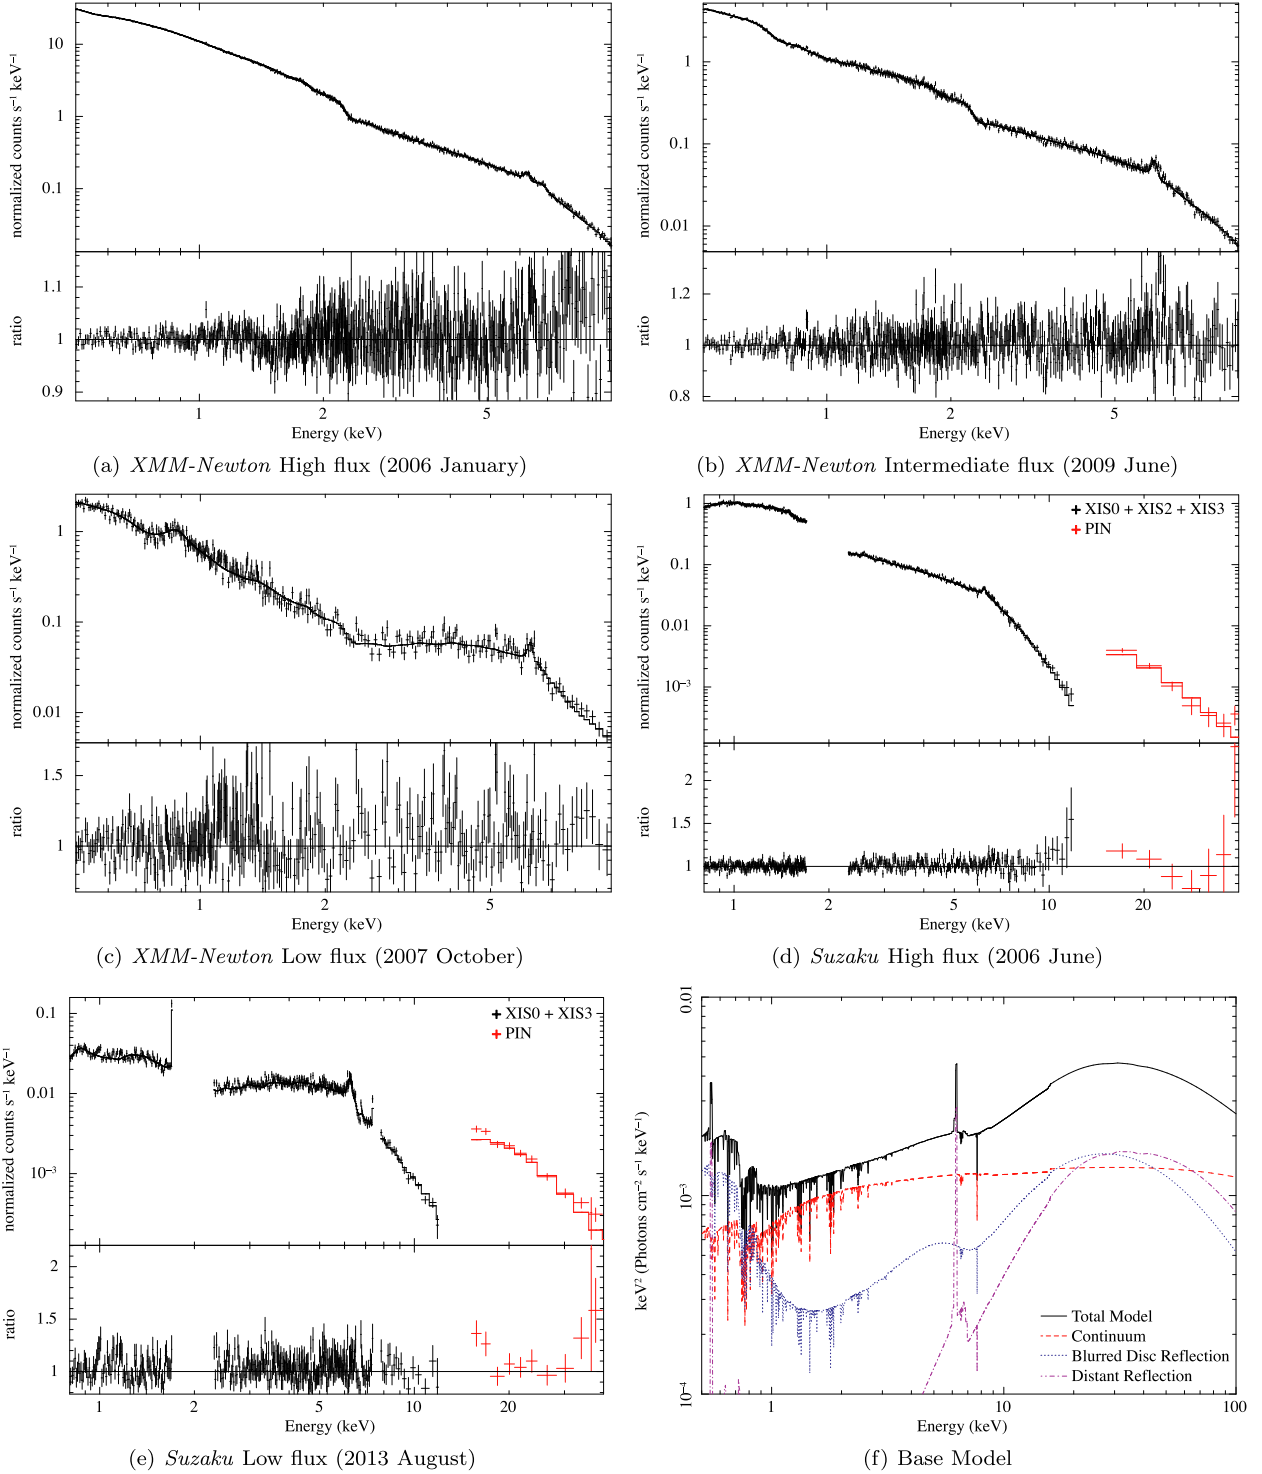 normalized counts s⁻¹ keV⁻¹
10
1
0.1
ratio
1.1
1
0.9
1 2 5
Energy (keV)
(a) XMM-Newton High flux (2006 January)
normalized counts s⁻¹ keV⁻¹
1
0.1
0.01
ratio
1.2
1
0.8
1 2 5
Energy (keV)
(b) XMM-Newton Intermediate flux (2009 June)
normalized counts s⁻¹ keV⁻¹
1
0.1
0.01
ratio
1.5
1
1 2 5
Energy (keV)
(c) XMM-Newton Low flux (2007 October)
XIS0 + XIS2 + XIS3
PIN
normalized counts s⁻¹ keV⁻¹
1
0.1
0.01
10⁻³
ratio
2
1.5
1
1 2 5 10 20
Energy (keV)
(d) Suzaku High flux (2006 June)
XIS0 + XIS3
PIN
normalized counts s⁻¹ keV⁻¹
0.1
0.01
10⁻³
ratio
2
1.5
1
1 2 5 10 20
Energy (keV)
(e) Suzaku Low flux (2013 August)
keV² (Photons cm⁻² s⁻¹ keV⁻¹)
0.01
10⁻³
10⁻⁴
Total Model
Continuum
Blurred Disc Reflection
Distant Reflection
1 10 100
Energy (keV)
(f) Base Model